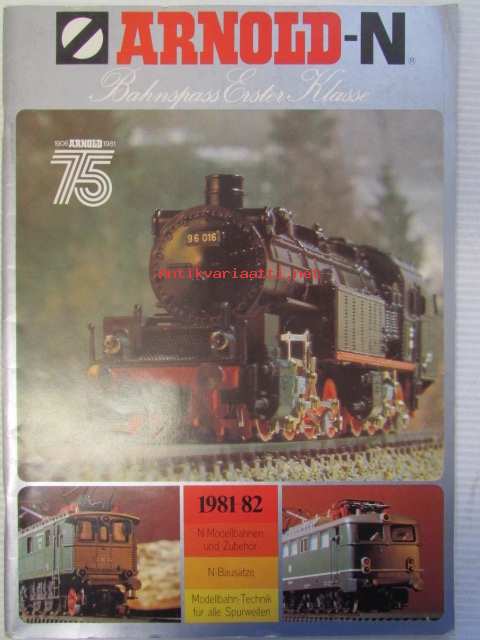 ARNOLD-N®
Bahnspass Erster Klasse
1906 ARNOLD 1981
75
96 016
Antikvariaatti.net
1981/82
N-Modellbahnen
und Zubehör
N-Bausätze
Modellbahn-Technik
für alle Spurweiten